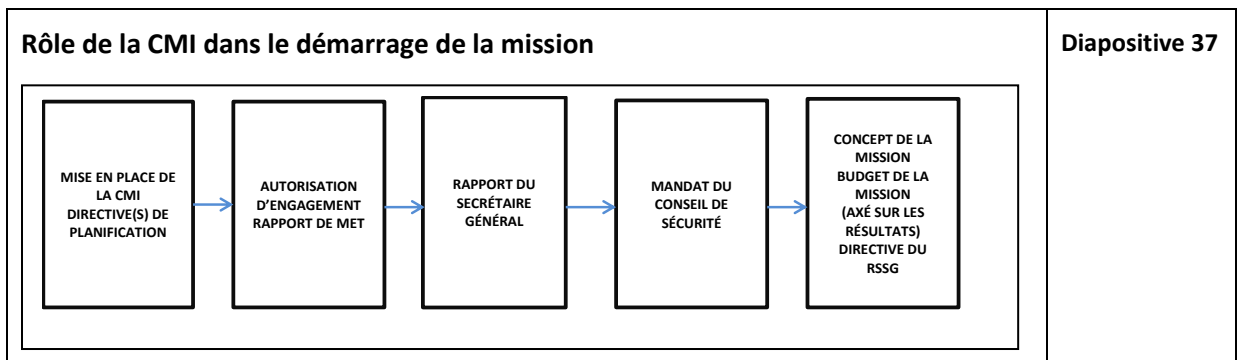 Rôle de la CMI dans le démarrage de la mission
Diapositive 37
MISE EN PLACE DE
LA CMI
DIRECTIVE(S) DE
PLANIFICATION
AUTORISATION
D’ENGAGEMENT
RAPPORT DE MET
RAPPORT DU
SECRÉTAIRE
GÉNÉRAL
MANDAT DU
CONSEIL DE
SÉCURITÉ
CONCEPT DE LA
MISSION
BUDGET DE LA
MISSION
(AXÉ SUR LES
RÉSULTATS)
DIRECTIVE DU
RSSG